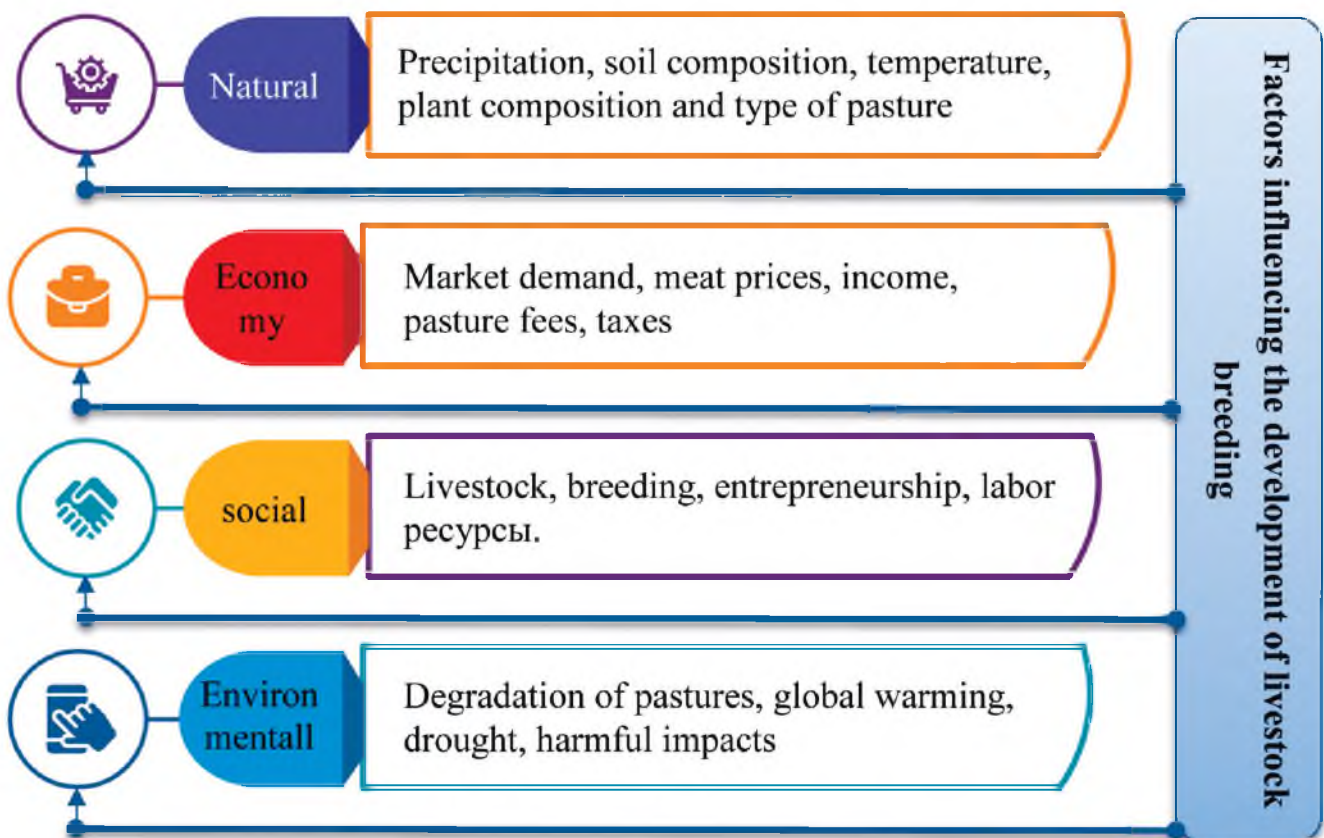 Natural
Precipitation, soil composition, temperature,
plant composition and type of pasture
Econo
my
Market demand, meat prices, income,
pasture fees, taxes
social
Livestock, breeding, entrepreneurship, labor
ресурсы.
Environ
mentall
Degradation of pastures, global warming,
drought, harmful impacts
Factors influencing the development of livestock
breeding